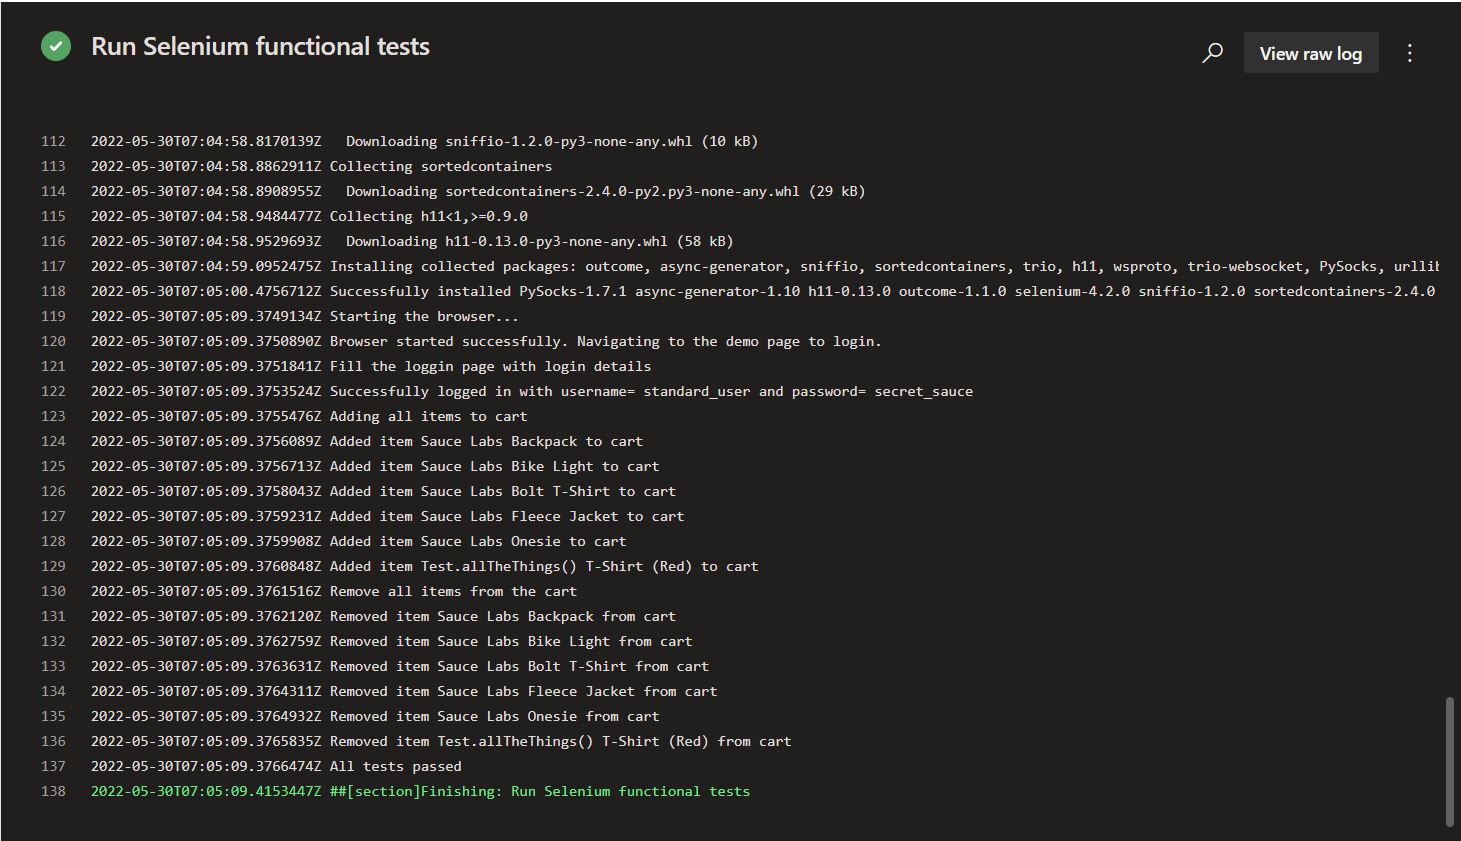 Run Selenium functional tests
View raw log
112 2022-05-30T07:04:58.8170139Z Downloading sniffio-1.2.0-py3-none-any.whl (10 kB)
113 2022-05-30T07:04:58.8862911Z Collecting sortedcontainers
114 2022-05-30T07:04:58.8908955Z Downloading sortedcontainers-2.4.0-py2.py3-none-any.whl (29 kB)
115 2022-05-30T07:04:58.9484477Z Collecting h11<1,>=0.9.0
116 2022-05-30T07:04:58.9529693Z Downloading h11-0.13.0-py3-none-any.whl (58 kB)
117 2022-05-30T07:04:59.0952475Z Installing collected packages: outcome, async-generator, sniffio, sortedcontainers, trio, h11, wsproto, trio-websocket, PySocks, urllib
118 2022-05-30T07:05:00.4756712Z Successfully installed PySocks-1.7.1 async-generator-1.10 h11-0.13.0 outcome-1.1.0 selenium-4.2.0 sniffio-1.2.0 sortedcontainers-2.4.0
119 2022-05-30T07:05:09.3749134Z Starting the browser...
120 2022-05-30T07:05:09.3750890Z Browser started successfully. Navigating to the demo page to login.
121 2022-05-30T07:05:09.3751841Z Fill the loggin page with login details
122 2022-05-30T07:05:09.3753524Z Successfully logged in with username= standard_user and password= secret_sauce
123 2022-05-30T07:05:09.3755476Z Adding all items to cart
124 2022-05-30T07:05:09.3756089Z Added item Sauce Labs Backpack to cart
125 2022-05-30T07:05:09.3756713Z Added item Sauce Labs Bike Light to cart
126 2022-05-30T07:05:09.3758043Z Added item Sauce Labs Bolt T-Shirt to cart
127 2022-05-30T07:05:09.3759231Z Added item Sauce Labs Fleece Jacket to cart
128 2022-05-30T07:05:09.3759908Z Added item Sauce Labs Onesie to cart
129 2022-05-30T07:05:09.3760848Z Added item Test.allTheThings() T-Shirt (Red) to cart
130 2022-05-30T07:05:09.3761516Z Remove all items from the cart
131 2022-05-30T07:05:09.3762120Z Removed item Sauce Labs Backpack from cart
132 2022-05-30T07:05:09.3762759Z Removed item Sauce Labs Bike Light from cart
133 2022-05-30T07:05:09.3763631Z Removed item Sauce Labs Bolt T-Shirt from cart
134 2022-05-30T07:05:09.3764311Z Removed item Sauce Labs Fleece Jacket from cart
135 2022-05-30T07:05:09.3764932Z Removed item Sauce Labs Onesie from cart
136 2022-05-30T07:05:09.3765835Z Removed item Test.allTheThings() T-Shirt (Red) from cart
137 2022-05-30T07:05:09.3766474Z All tests passed
138 2022-05-30T07:05:09.4153447Z ##[section]Finishing: Run Selenium functional tests